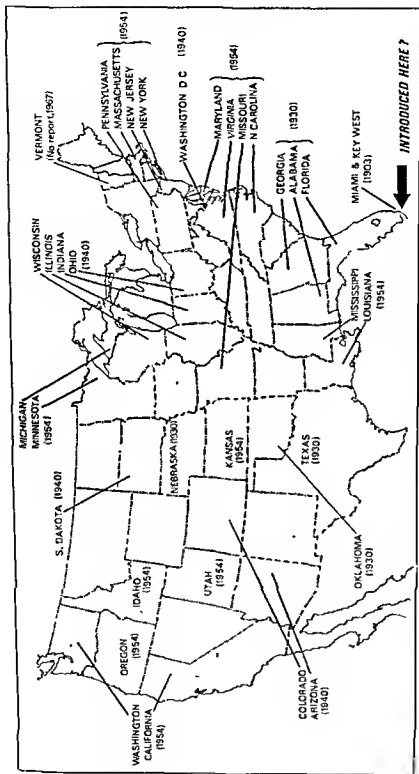 VERMONT
(No report, 1967)
PENNSYLVANIA
MASSACHUSETTS
NEW JERSEY
NEW YORK
(1954)
WASHINGTON D C (1940)
MARYLAND
VIRGINIA
MISSOURI
N CAROLINA
(1954)
GEORGIA
ALABAMA
FLORIDA
(1930)
MIAMI & KEY WEST
(1903)
INTRODUCED HERE ?
WISCONSIN
ILLINOIS
INDIANA
OHIO
(1940)
MISSISSIPPI
LOUISIANA
(1954)
MICHIGAN
MINNESOTA
(1954)
S. DAKOTA (1940)
NEBRASKA (1930)
KANSAS
(1954)
TEXAS
(1930)
OKLAHOMA
(1930)
IDAHO
(1954)
UTAH
(1954)
OREGON
(1954)
COLORADO
ARIZONA
(1940)
WASHINGTON
CALIFORNIA
(1954)